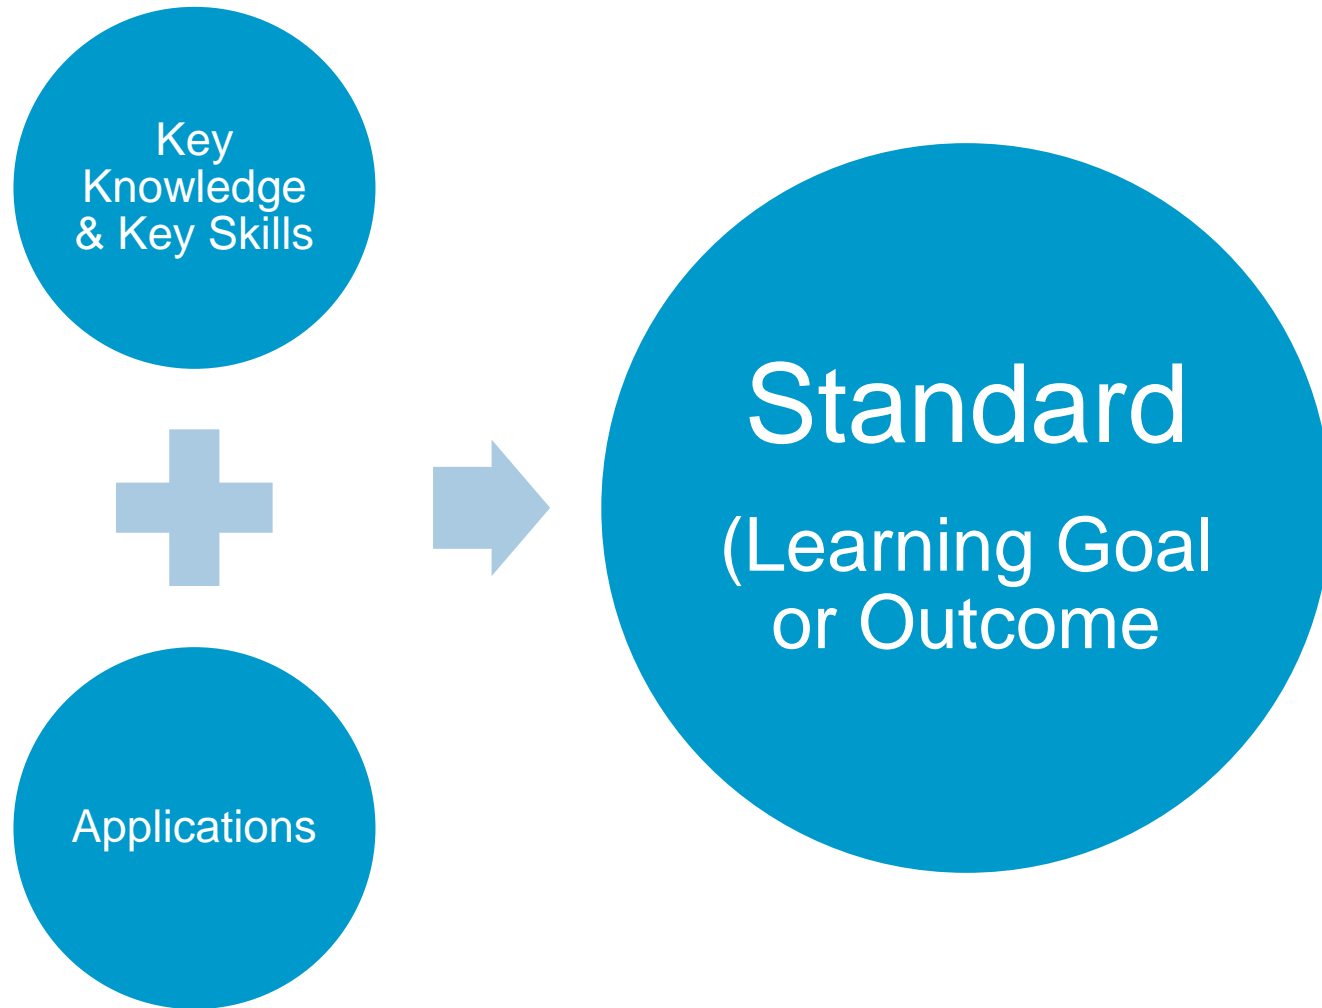 Key
Knowledge
& Key Skills
Applications
Standard
(Learning Goal
or Outcome